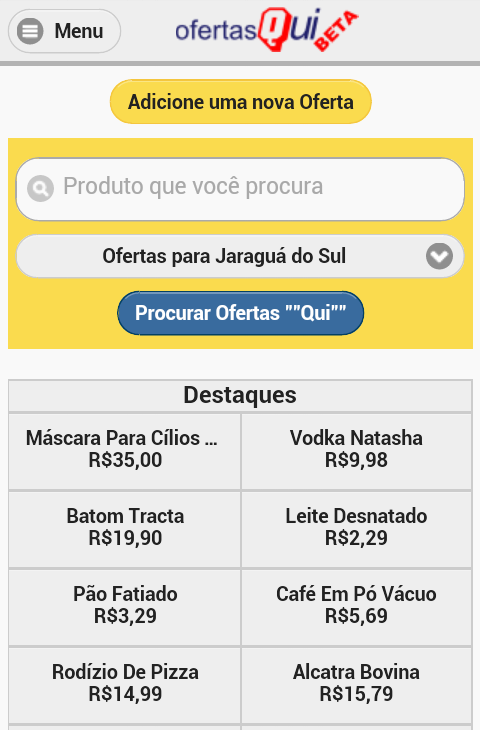 Menu
ofertasQui BETA
Adicione uma nova Oferta
Produto que você procura
Ofertas para Jaraguá do Sul
Procurar Ofertas ""Qui""
Destaques
Máscara Para Cílios ...
R$35,00
Vodka Natasha
R$9,98
Batom Tracta
R$19,90
Leite Desnatado
R$2,29
Pão Fatiado
R$3,29
Café Em Pó Vácuo
R$5,69
Rodízio De Pizza
R$14,99
Alcatra Bovina
R$15,79